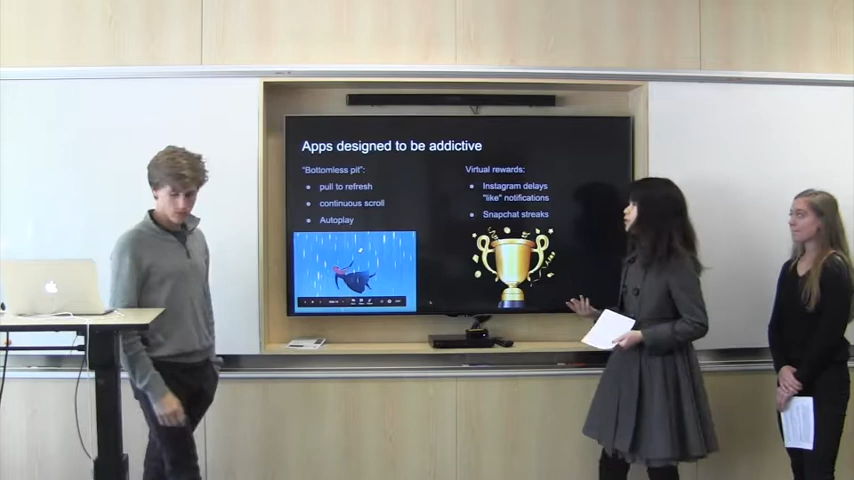 Apps designed to be addictive
"Bottomless pit":
pull to refresh
continuous scroll
Autoplay
Virtual rewards:
Instagram delays
"like" notifications
Snapchat streaks